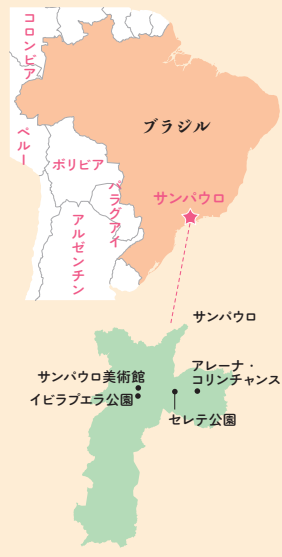 コロンビア
ペルー
ブラジル
ボリビア
パラグアイ
サンパウロ
アルゼンチン
サンパウロ
サンパウロ美術館
イビラプエラ公園
アレーナ・
コリンチャンス
セレテ公園